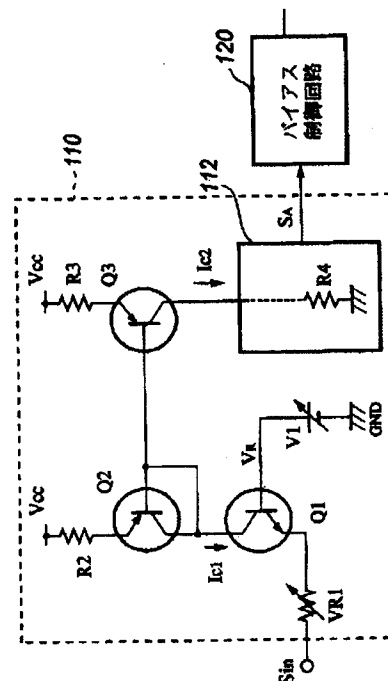 110
Vcc
R2
Q2
Vcc
R3
Q3
Ic1
Ic2
Q1
VR
V1
GND
VR1
Sin
112
R4
SA
120
バイアス
制御回路